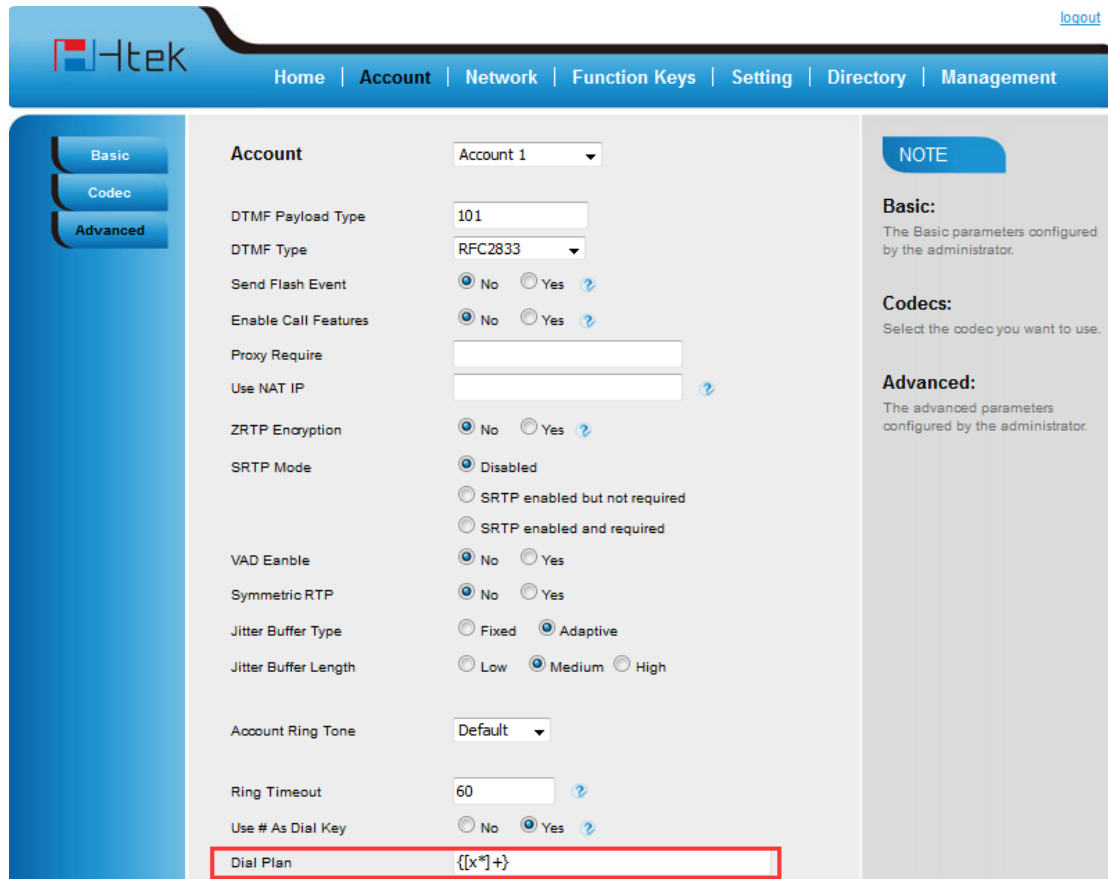 logout
Htek
Home | Account | Network | Function Keys | Setting | Directory | Management
Basic
Codec
Advanced
Account Account 1
DTMF Payload Type 101
DTMF Type RFC2833
Send Flash Event No Yes ?
Enable Call Features No Yes ?
Proxy Require
Use NAT IP ?
ZRTP Encryption No Yes ?
SRTP Mode Disabled
SRTP enabled but not required
SRTP enabled and required
VAD Eanble No Yes
Symmetric RTP No Yes
Jitter Buffer Type Fixed Adaptive
Jitter Buffer Length Low Medium High
Account Ring Tone Default
Ring Timeout 60 ?
Use # As Dial Key No Yes ?
Dial Plan {[x*]+}
NOTE
Basic:
The Basic parameters configured
by the administrator.
Codecs:
Select the codec you want to use.
Advanced:
The advanced parameters
configured by the administrator.